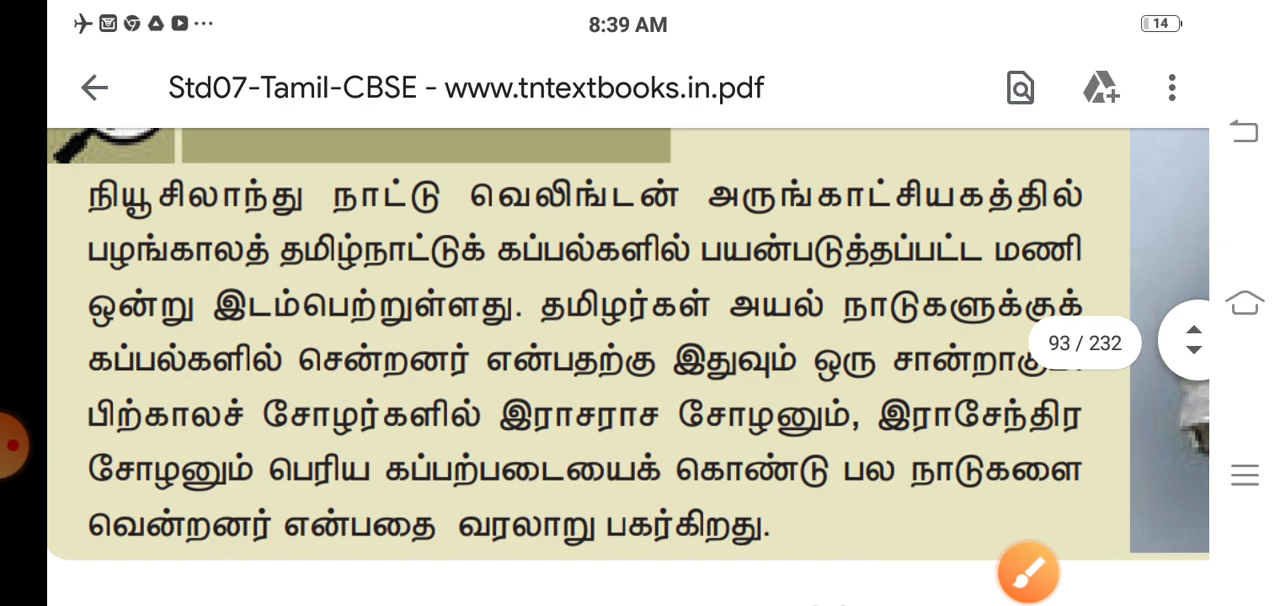 8:39 AM
14
Std07-Tamil-CBSE - www.tntextbooks.in.pdf
நியூசிலாந்து நாட்டு வெலிங்டன் அருங்காட்சியகத்தில்
பழங்காலத் தமிழ்நாட்டுக் கப்பல்களில் பயன்படுத்தப்பட்ட மணி
ஒன்று இடம்பெற்றுள்ளது. தமிழர்கள் அயல் நாடுகளுக்குக்
93 / 232
கப்பல்களில் சென்றனர் என்பதற்கு இதுவும் ஒரு சான்றாகும்.
பிற்காலச் சோழர்களில் இராசராச சோழனும், இராசேந்திர
சோழனும் பெரிய கப்பற்படையைக் கொண்டு பல நாடுகளை
வென்றனர் என்பதை வரலாறு பகர்கிறது.